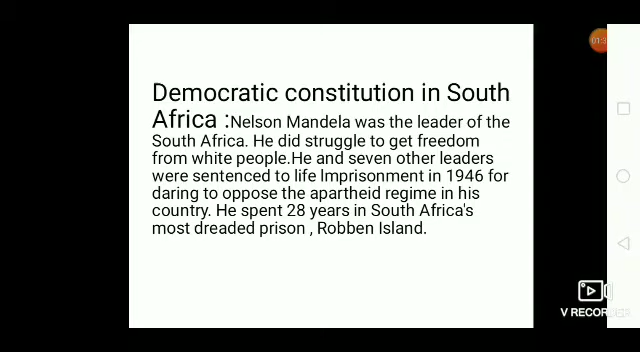 Democratic constitution in South
Africa :Nelson Mandela was the leader of the
South Africa. He did struggle to get freedom
from white people.He and seven other leaders
were sentenced to life Imprisonment in 1946 for
daring to oppose the apartheid regime in his
country. He spent 28 years in South Africa's
most dreaded prison , Robben Island.
V RECORDER